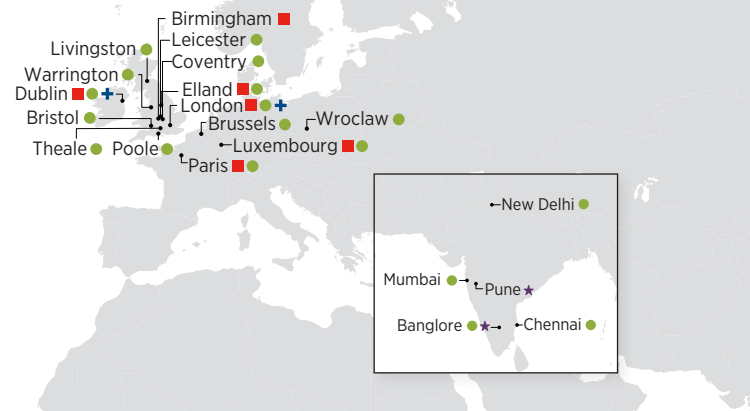 Birmingham
Leicester
Livingston
Coventry
Warrington
Elland
Dublin
London
Bristol
Brussels
Wroclaw
Theale
Poole
Luxembourg
Paris
New Delhi
Mumbai
Pune
Banglore
Chennai